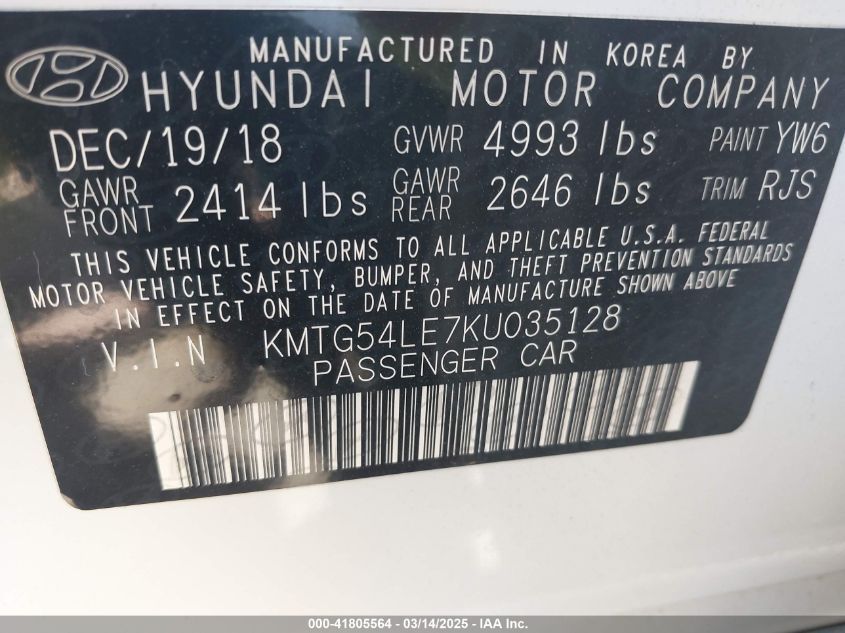 MANUFACTURED IN KOREA BY
HYUNDAI MOTOR COMPANY
DEC/19/18 GVWR 4993 lbs PAINT YW6
GAWR FRONT 2414 lbs GAWR REAR 2646 lbs TRIM RJS
THIS VEHICLE CONFORMS TO ALL APPLICABLE U.S.A. FEDERAL
MOTOR VEHICLE SAFETY, BUMPER, AND THEFT PREVENTION STANDARDS
IN EFFECT ON THE DATE OF MANUFACTURE SHOWN ABOVE
V.I.N KMTG54LE7KU035128
PASSENGER CAR
000-41805564 - 03/14/2025 - IAA Inc.